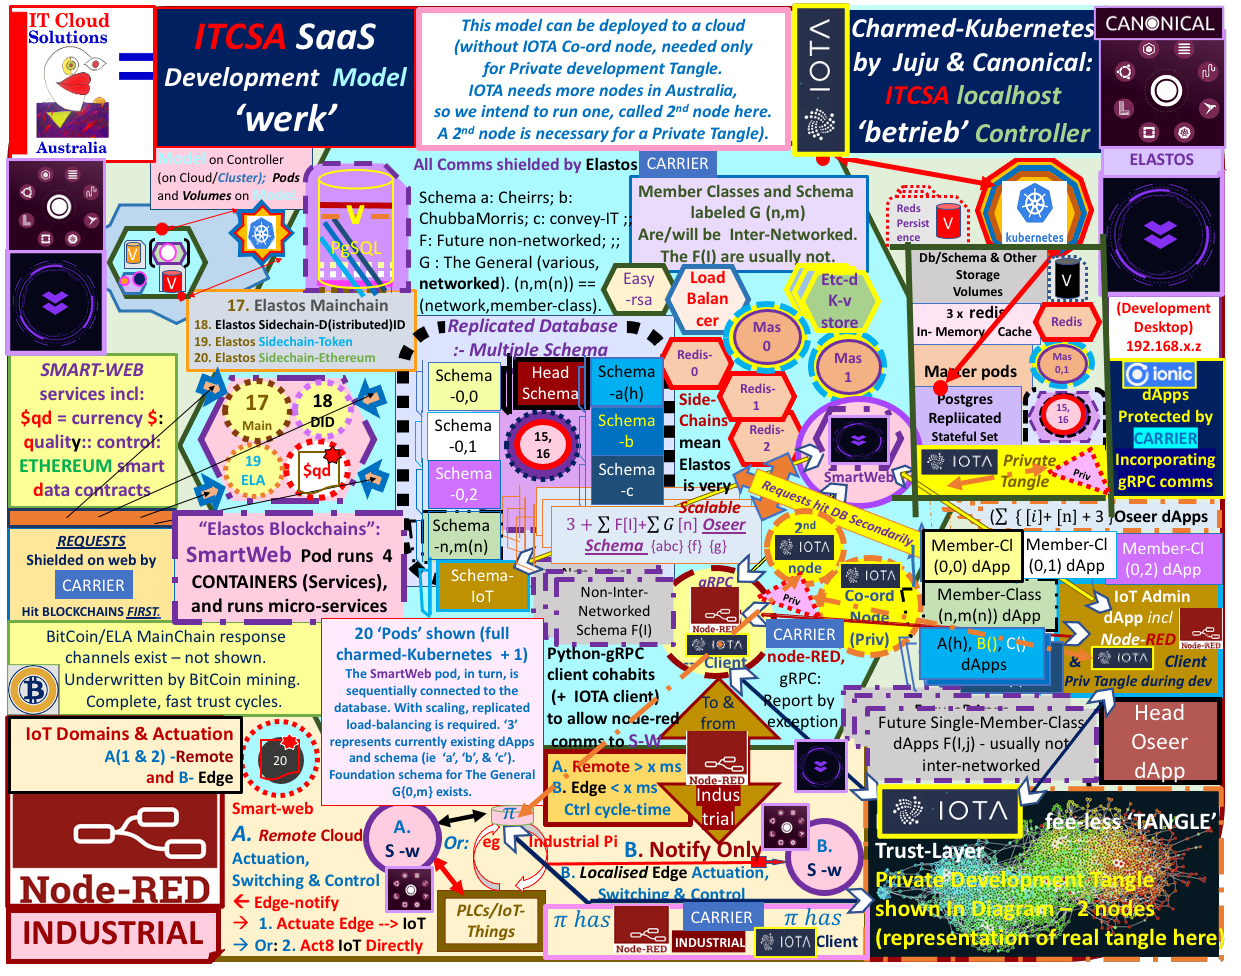 IT Cloud
Solutions
Australia
ITCSA SaaS
Development Model
‘werk’
This model can be deployed to a cloud
(without IOTA Co-ord node, needed only
for Private development Tangle.
IOTA needs more nodes in Australia,
so we intend to run one, called 2nd node here.
A 2nd node is necessary for a Private Tangle).
IOTA
Charmed-Kubernetes
by Juju & Canonical:
ITCSA localhost
‘betrieb’ Controller
CANONICAL
Model on Controller
(on Cloud/Cluster); Pods
and Volumes on Model
V
V
V
PgSQL
All Comms shielded by Elastos CARRIER
Schema a: Cheirrs; b:
ChubbaMorris; c: convey-IT ;;
F: Future non-networked; ;;
G : The General (various,
networked). (n,m(n)) ==
(network,member-class).
Member Classes and Schema
labeled G (n,m)
Are/will be Inter-Networked.
The F(I) are usually not.
Reds
Persist
ence
V
kubernetes
ELASTOS
Db/Schema & Other
Storage
Volumes
V
3 x redis
In- Memory Cache
Redis
Master pods
Mas
0,1
Postgres
Repliicated
Stateful Set
15,
16
IOTA
Private
Tangle
Priv
(Development
Desktop)
192.168.x.z
ionic
dApps
Protected by
CARRIER
Incorporating
gRPC comms
17. Elastos Mainchain
18. Elastos Sidechain-D(istributed)ID
19. Elastos Sidechain-Token
20. Elastos Sidechain-Ethereum
Easy
-rsa
Load
Balan
cer
Etc-d
K-v
store
Mas
0
Mas
1
Redis-
0
Redis-
1
Redis-
2
Side-
Chains
mean
Elastos
is very
Scalable
SmartWeb
Requests hit DB Secondarily
Replicated Database
:- Multiple Schema
Schema
-0,0
Head
Schema
Schema
-a(h)
Schema
-0,1
15,
16
Schema
-b
Schema
-0,2
Schema
-c
Schema
-n,m(n)
Schema-
IoT
3 + ∑ F[I]+∑ G [n] Oseer
Schema {abc} {f} {g}
SMART-WEB
services incl:
$qd = currency $:
quality:: control:
ETHEREUM smart
data contracts
17
Main
18
DID
19
ELA
$qd
REQUESTS
Shielded on web by
CARRIER
Hit BLOCKCHAINS FIRST.
“Elastos Blockchains”:
SmartWeb Pod runs 4
CONTAINERS (Services),
and runs micro-services
BitCoin/ELA MainChain response
channels exist – not shown.
Underwritten by BitCoin mining.
Complete, fast trust cycles.
20 ‘Pods’ shown (full
charmed-Kubernetes + 1)
The SmartWeb pod, in turn, is
sequentially connected to the
database. With scaling, replicated
load-balancing is required. ‘3’
represents currently existing dApps
and schema (ie ‘a’, ‘b’, & ‘c’).
Foundation schema for The General
G{0,m} exists.
Non-Inter-
Networked
Schema F(I)
gRPC
Node-RED
IOTA
Client
2nd
IOTA
node
Priv
IOTA
Co-ord
Node
(Priv)
Python-gRPC
client cohabits
(+ IOTA client)
to allow node-red
comms to S-W
CARRIER
node-RED,
gRPC:
Report by
exception
To &
from
Node-RED
Indus
trial
(∑ { [i]+ [n] + 3 Oseer dApps
Member-Cl
(0,0) dApp
Member-Cl
(0,1) dApp
Member-Cl
(0,2) dApp
Member-Class
(n,m(n)) dApp
A(h), B(), C()
dApps
IoT Admin
dApp incl
Node-RED
Node-RED
& IOTA Client
Priv Tangle during dev
Future Single-Member-Class
dApps F(I,j) - usually not
inter-networked
Head
Oseer
dApp
IoT Domains & Actuation
A(1 & 2) -Remote
and B- Edge
20
Smart-web
Node-RED
INDUSTRIAL
A. Remote Cloud
Actuation,
Switching & Control
← Edge-notify
→ 1. Actuate Edge --> IoT
→ Or: 2. Act8 IoT Directly
A.
S -w
Or:
π
eg
Industrial Pi
PLCs/IoT-
Things
A. Remote > x ms
B. Edge < x ms
Ctrl cycle-time
B. Notify Only
B. Localised Edge Actuation,
Switching & Control
B.
S -w
π has
Node-RED
INDUSTRIAL
CARRIER
π has
IOTA Client
IOTA
fee-less ‘TANGLE’
Trust-Layer
Private Development Tangle
shown In Diagram – 2 nodes
(representation of real tangle here)